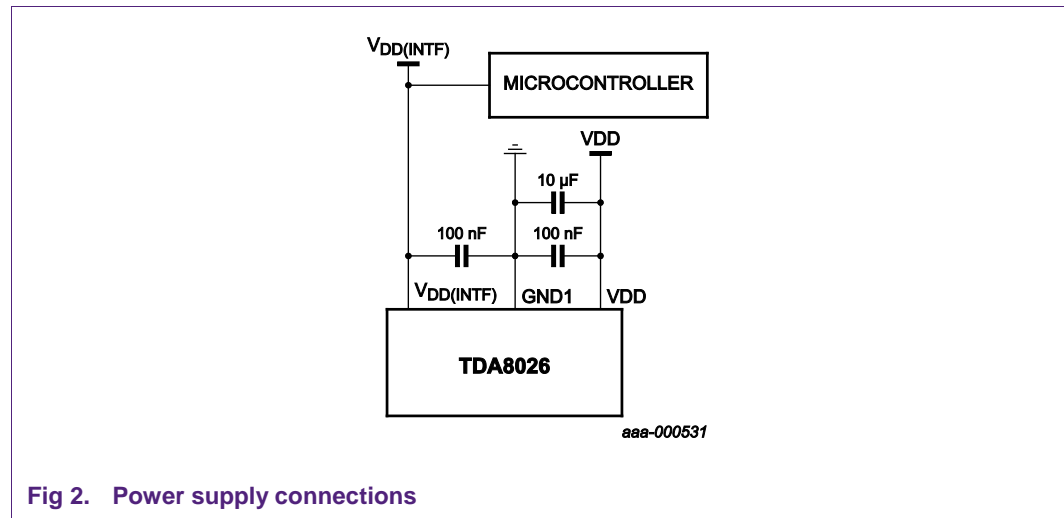 VDD(INTF)
MICROCONTROLLER
VDD
10 µF
100 nF
100 nF
VDD(INTF)
GND1
VDD
TDA8026
aaa-000531
Fig 2. Power supply connections